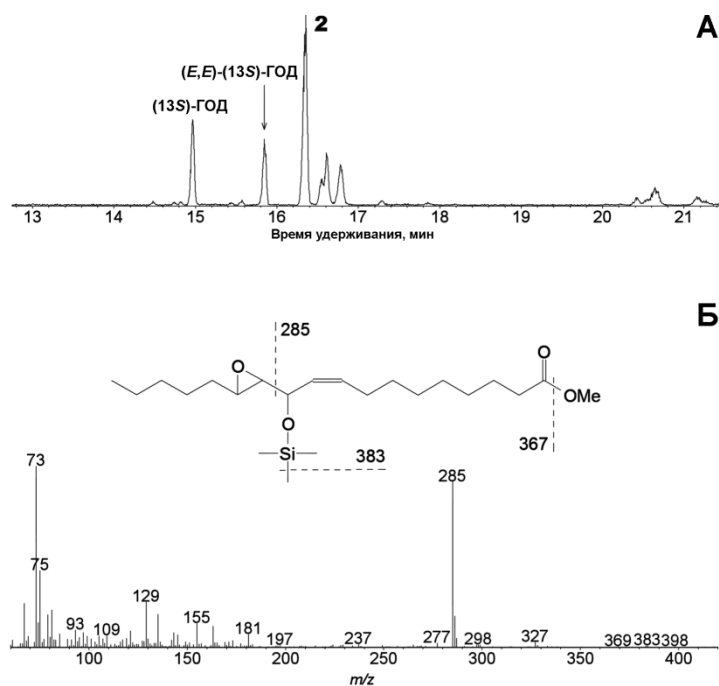 А
2
(E,E)-(13S)-ГОД
(13S)-ГОД
13 14 15 16 17 18 19 20 21
Время удерживания, мин
Б
285
O
O
OMe
O
Si
383
367
73
285
75
129
93
109
155
181
197
237
277
298
327
369
383
398
100 150 200 250 300 350 400
m/z